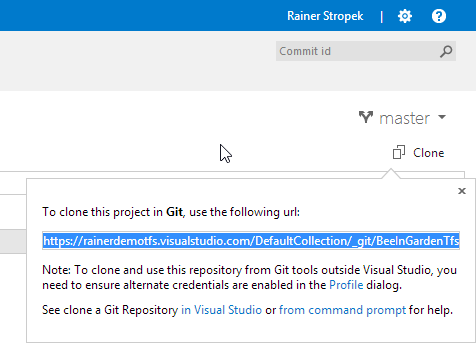 Rainer Stropek
Commit id
master
Clone
To clone this project in Git, use the following url:
https://rainerdemotfs.visualstudio.com/DefaultCollection/_git/BeeInGardenTfs
Note: To clone and use this repository from Git tools outside Visual Studio, you
need to ensure alternate credentials are enabled in the Profile dialog.
See clone a Git Repository in Visual Studio or from command prompt for help.